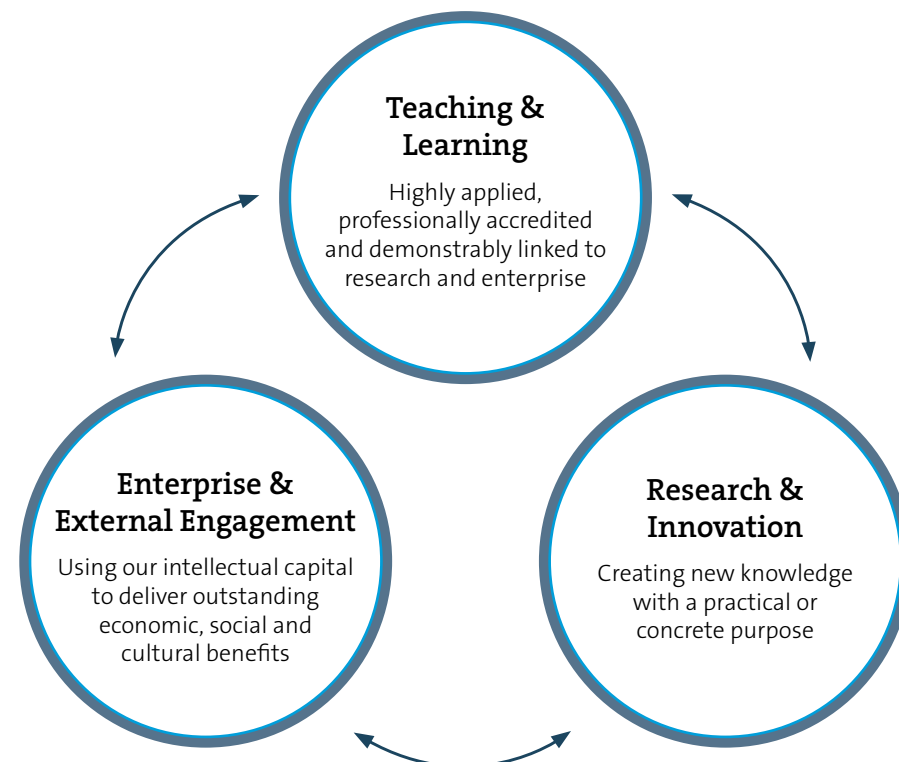 Teaching &
Learning
Highly applied,
professionally accredited
and demonstrably linked to
research and enterprise
Enterprise &
External Engagement
Using our intellectual capital
to deliver outstanding
economic, social and
cultural benefits
Research &
Innovation
Creating new knowledge
with a practical or
concrete purpose